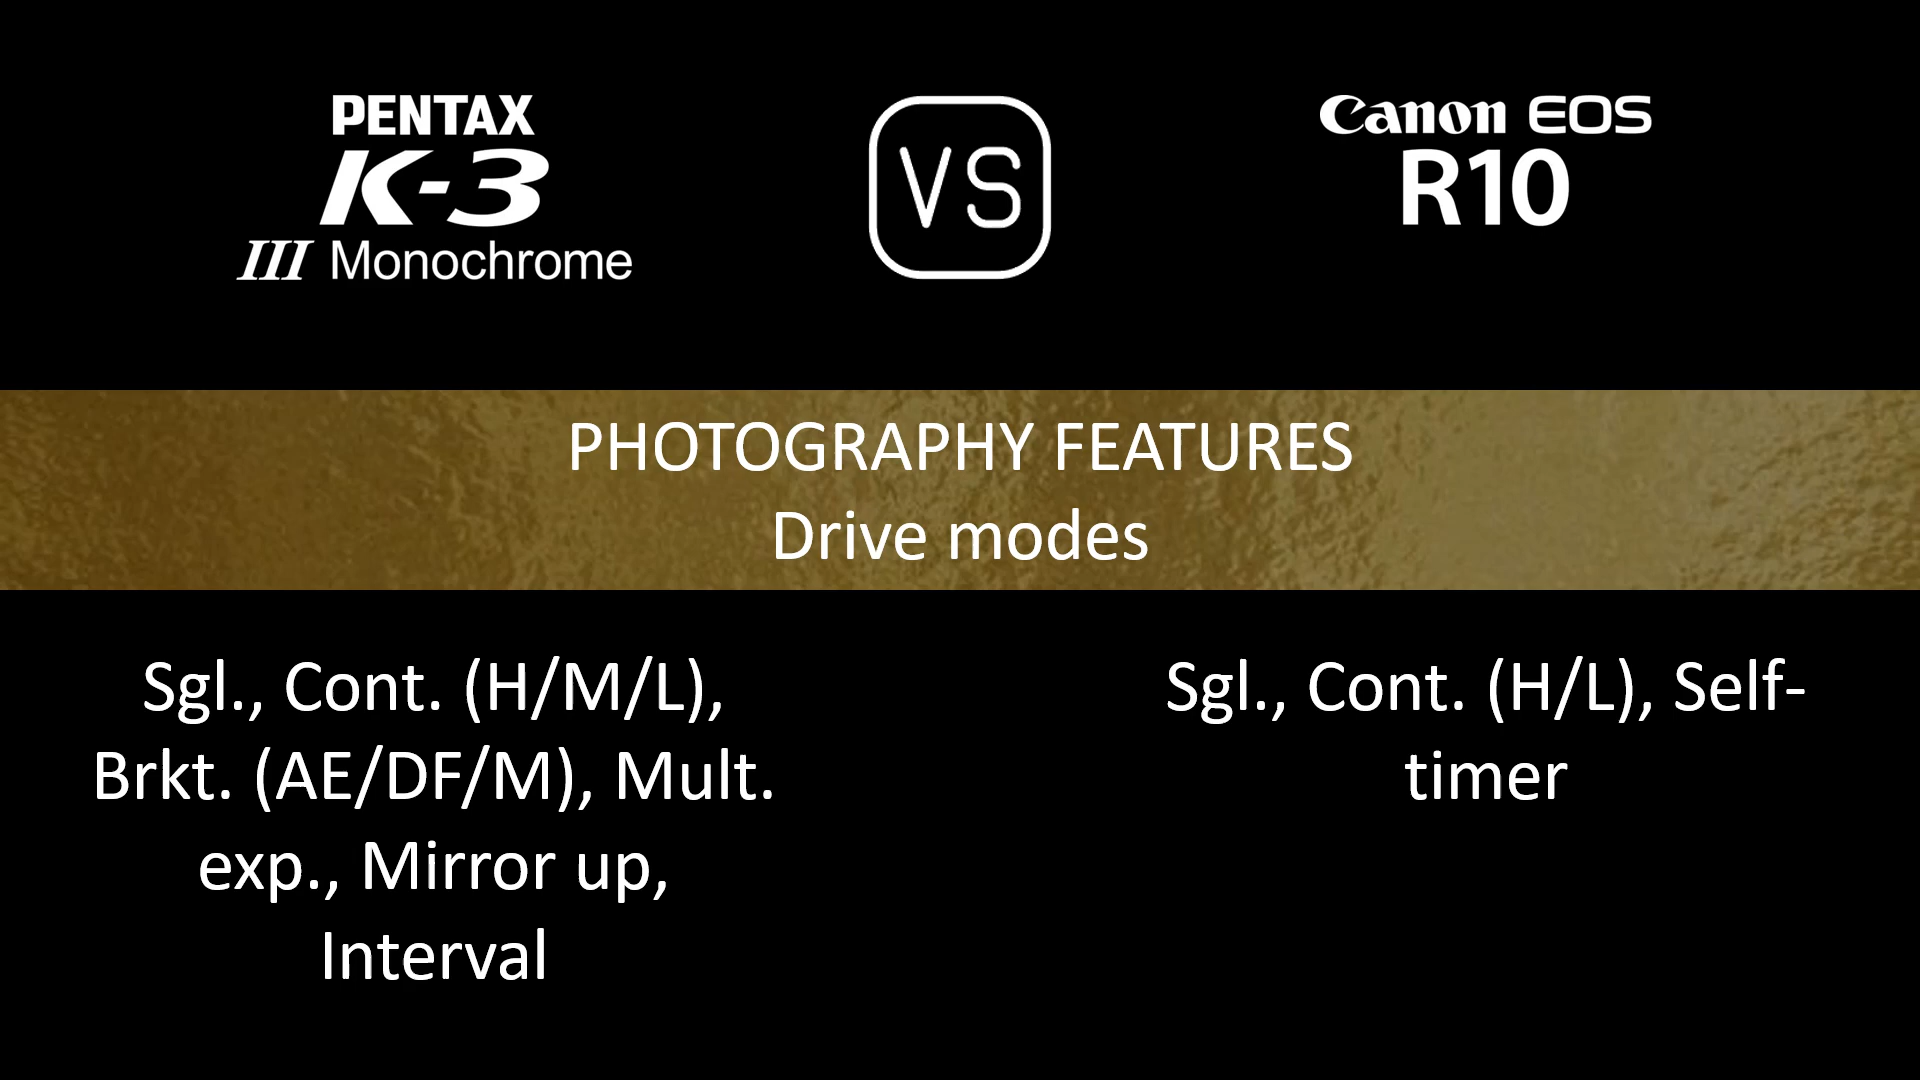 PENTAX
K-3
III Monochrome
VS
Canon EOS
R10
PHOTOGRAPHY FEATURES
Drive modes
Sgl., Cont. (H/M/L),
Brkt. (AE/DF/M), Mult.
exp., Mirror up,
Interval
Sgl., Cont. (H/L), Self-
timer